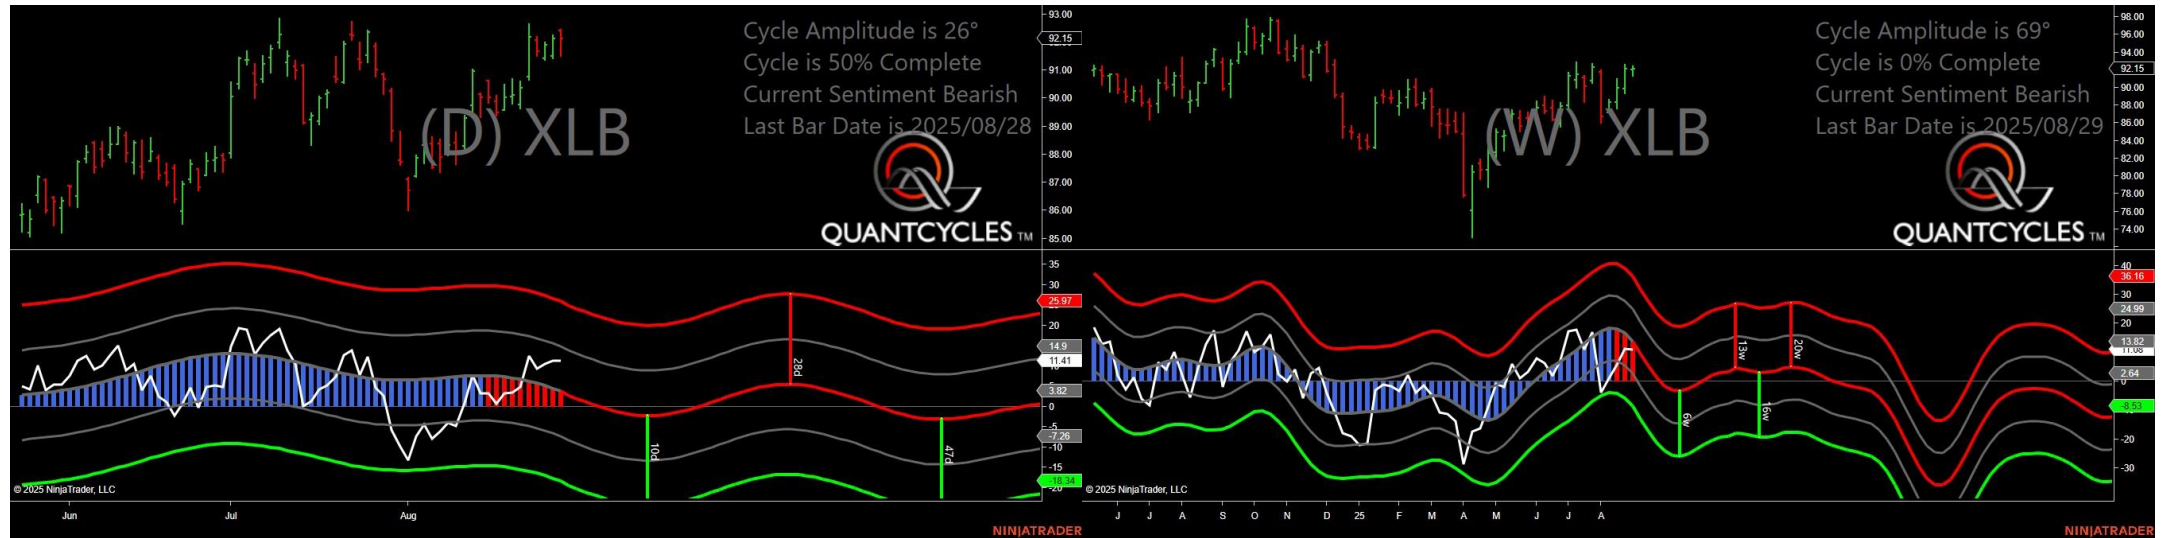 Cycle Amplitude is 26°
Cycle is 50% Complete
Current Sentiment Bearish
Last Bar Date is 2025/08/28
(D) XLB
QUANTCYCLES TM
93.00
92.15
91.00
90.00
89.00
88.00
87.00
86.00
85.00
35
30
25.97
20
14.9
11.41
3.82
0
-5
-7.26
-10
-15
-18.34
28d
10d
47d
© 2025 NinjaTrader, LLC
Jun Jul Aug
NINJATRADER
Cycle Amplitude is 69°
Cycle is 0% Complete
Current Sentiment Bearish
Last Bar Date is 2025/08/29
(W) XLB
QUANTCYCLES TM
98.00
96.00
94.00
92.15
90.00
88.00
86.00
84.00
82.00
80.00
78.00
76.00
74.00
40
36.16
30
24.99
20
13.82
2.64
0
-8.53
-20
-30
13w
20w
6w
16w
© 2025 NinjaTrader, LLC
J J A S O N D 25 F M A M J J A
NINJATRADER